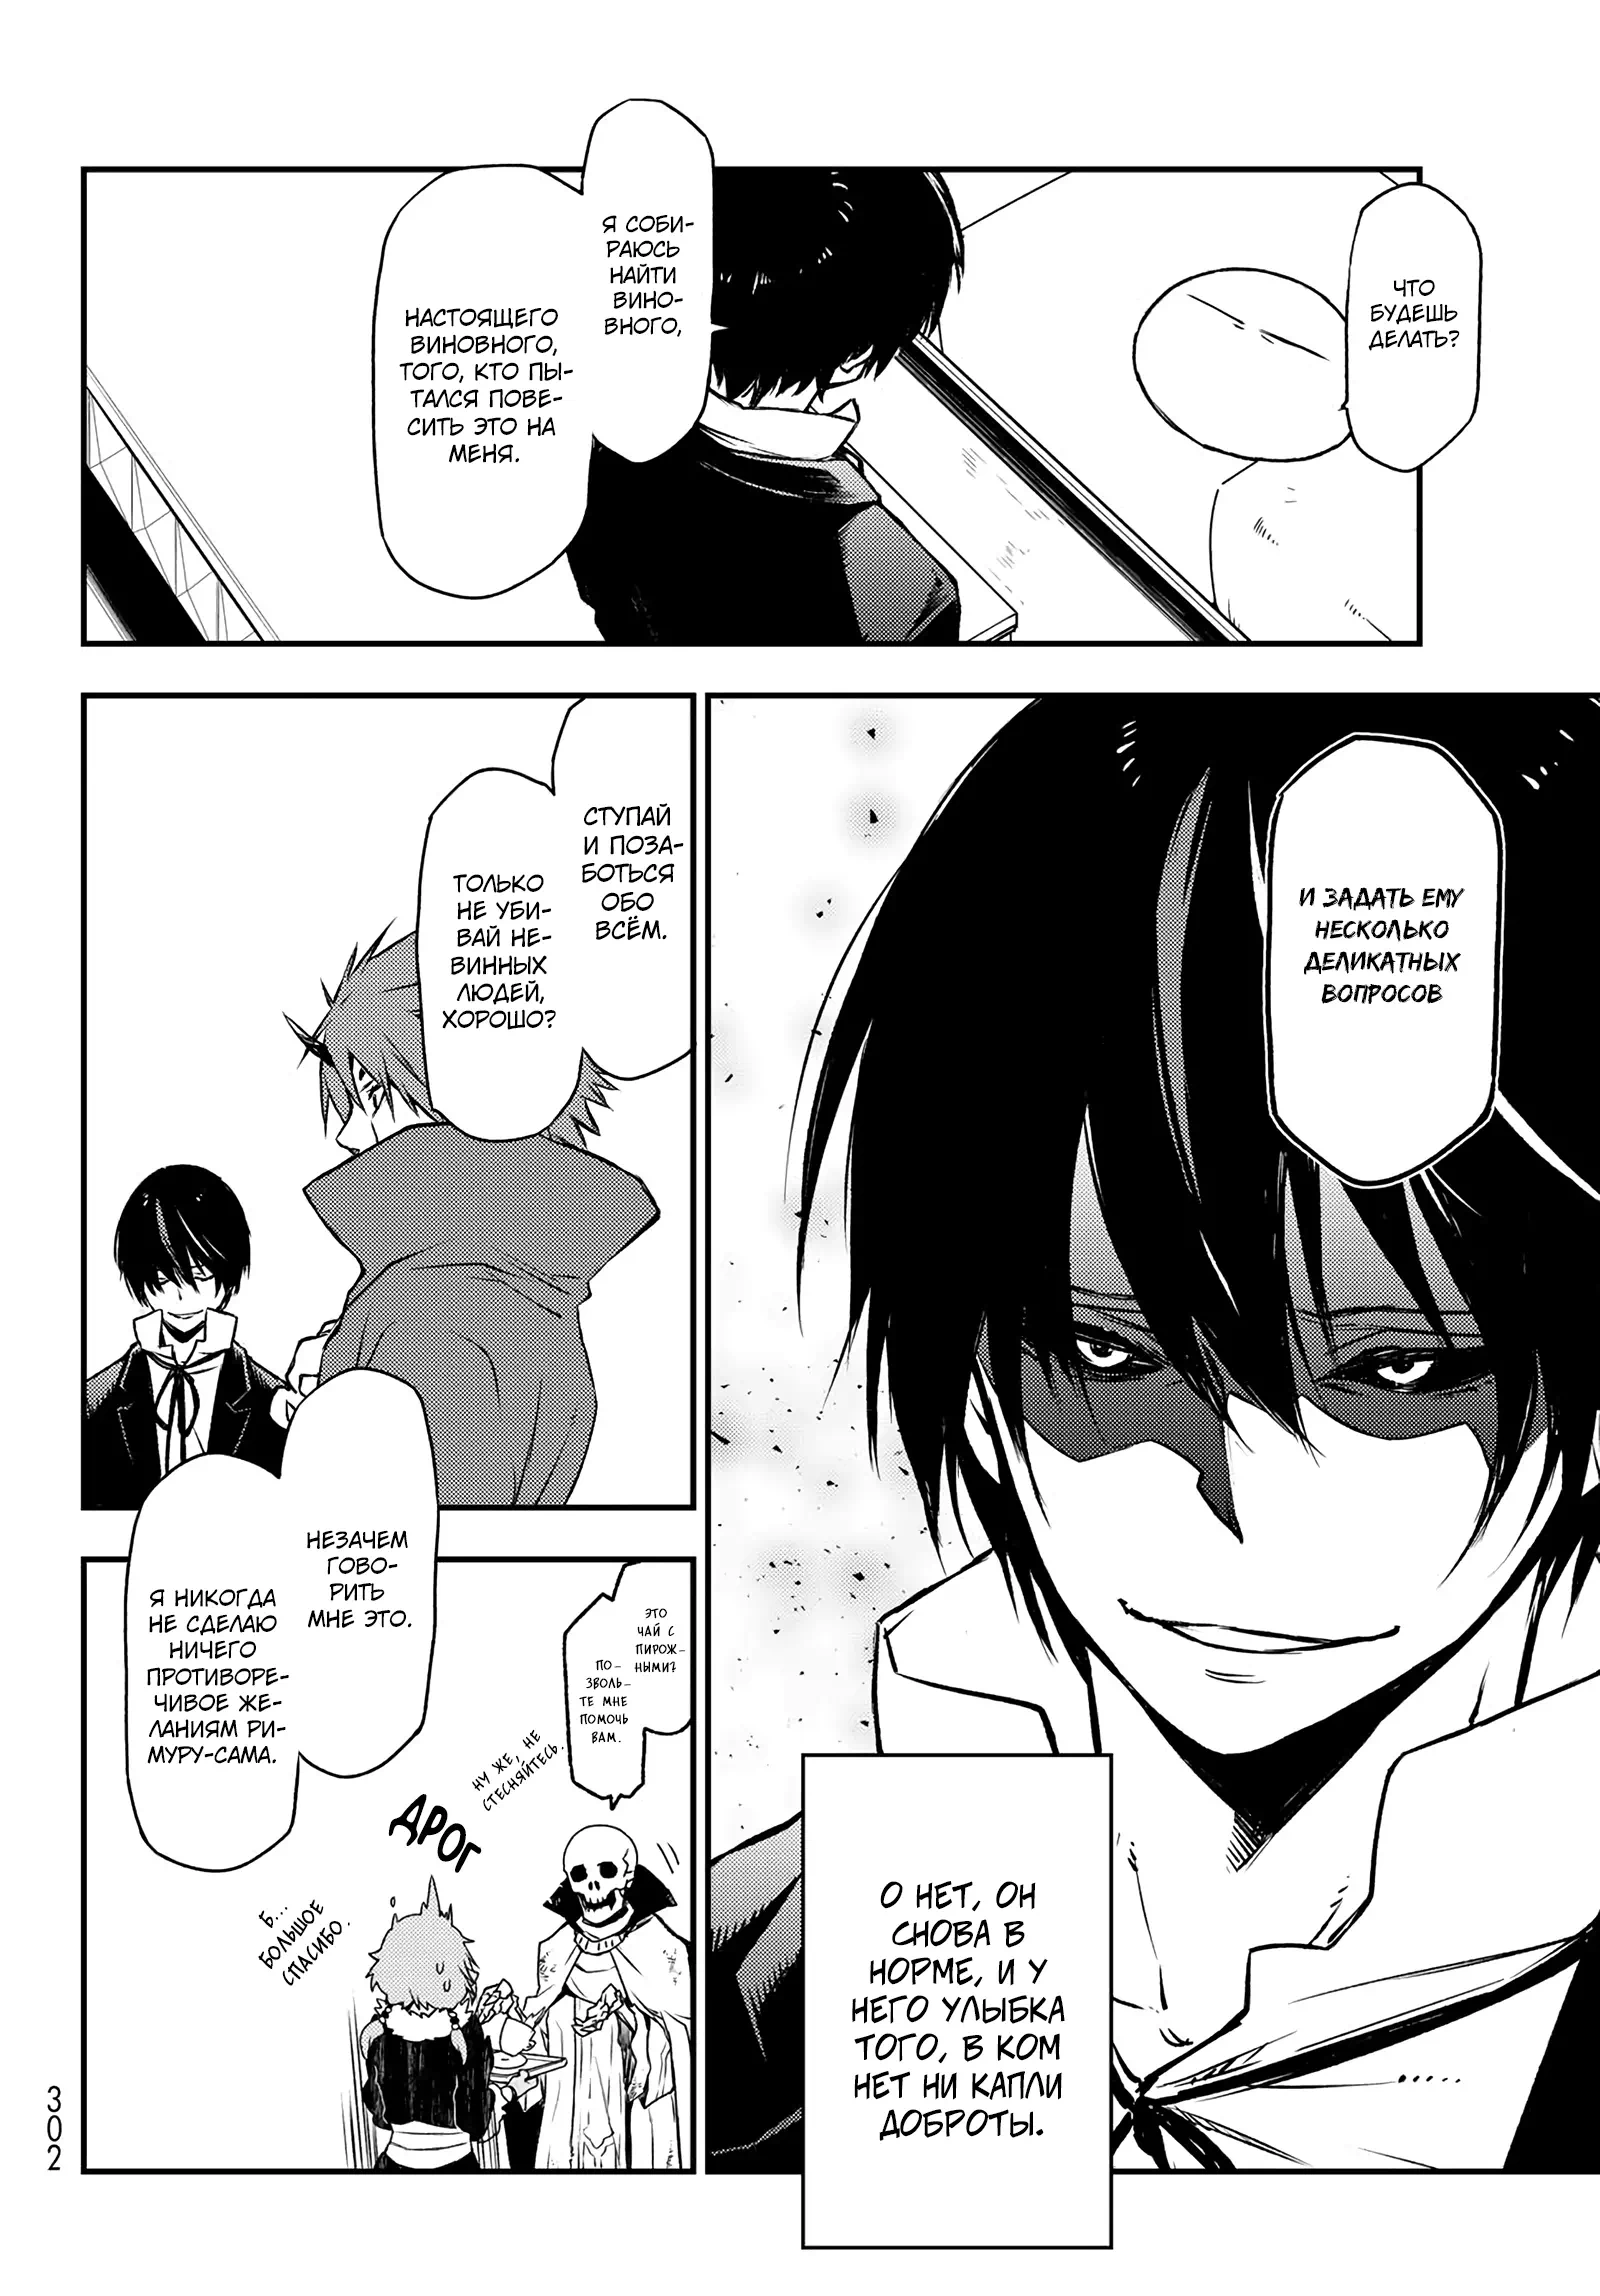 ЧТО
БУДЕШЬ
ДЕЛАТЬ?
Я СОБИ-
РАЮСЬ
НАЙТИ
ВИНО-
ВНОГО,
НАСТОЯЩЕГО
ВИНОВНОГО,
ТОГО, КТО ПЫ-
ТАЛСЯ ПОВЕ-
СИТЬ ЭТО НА
МЕНЯ.
И ЗАДАТЬ ЕМУ
НЕСКОЛЬКО
ДЕЛИКАТНЫХ
ВОПРОСОВ
О НЕТ, ОН
СНОВА В
НОРМЕ, И У
НЕГО УЛЫБКА
ТОГО, В КОМ
НЕТ НИ КАПЛИ
ДОБРОТЫ.
СТУПАЙ
И ПОЗА-
БОТЬСЯ
ОБО
ВСЁМ.
ТОЛЬКО
НЕ УБИ-
ВАЙ НЕ-
ВИННЫХ
ЛЮДЕЙ,
ХОРОШО?
НЕЗАЧЕМ
ГОВО-
РИТЬ
МНЕ ЭТО.
Я НИКОГДА
НЕ СДЕЛАЮ
НИЧЕГО
ПРОТИВОРЕ-
ЧИВОЕ ЖЕ-
ЛАНИЯМ РИ-
МУРУ-САМА.
ЭТО
ЧАЙ С
ПИРОЖ-
НЫМИ?
ПО-
ЗВОЛЬ-
ТЕ МНЕ
ПОМОЧЬ
ВАМ.
НУ ЖЕ, НЕ
СТЕСНЯЙТЕСЬ.
ДРОГ
Б...
БОЛЬШОЕ
СПАСИБО.
302